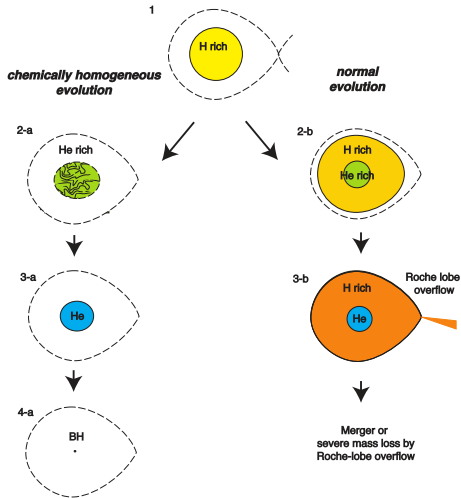 1
H rich
chemically homogeneous
evolution
normal
evolution
2-a
He rich
2-b
H rich
He rich
3-a
He
3-b
H rich
He
Roche lobe
overflow
4-a
BH
Merger or
severe mass loss by
Roche-lobe overflow